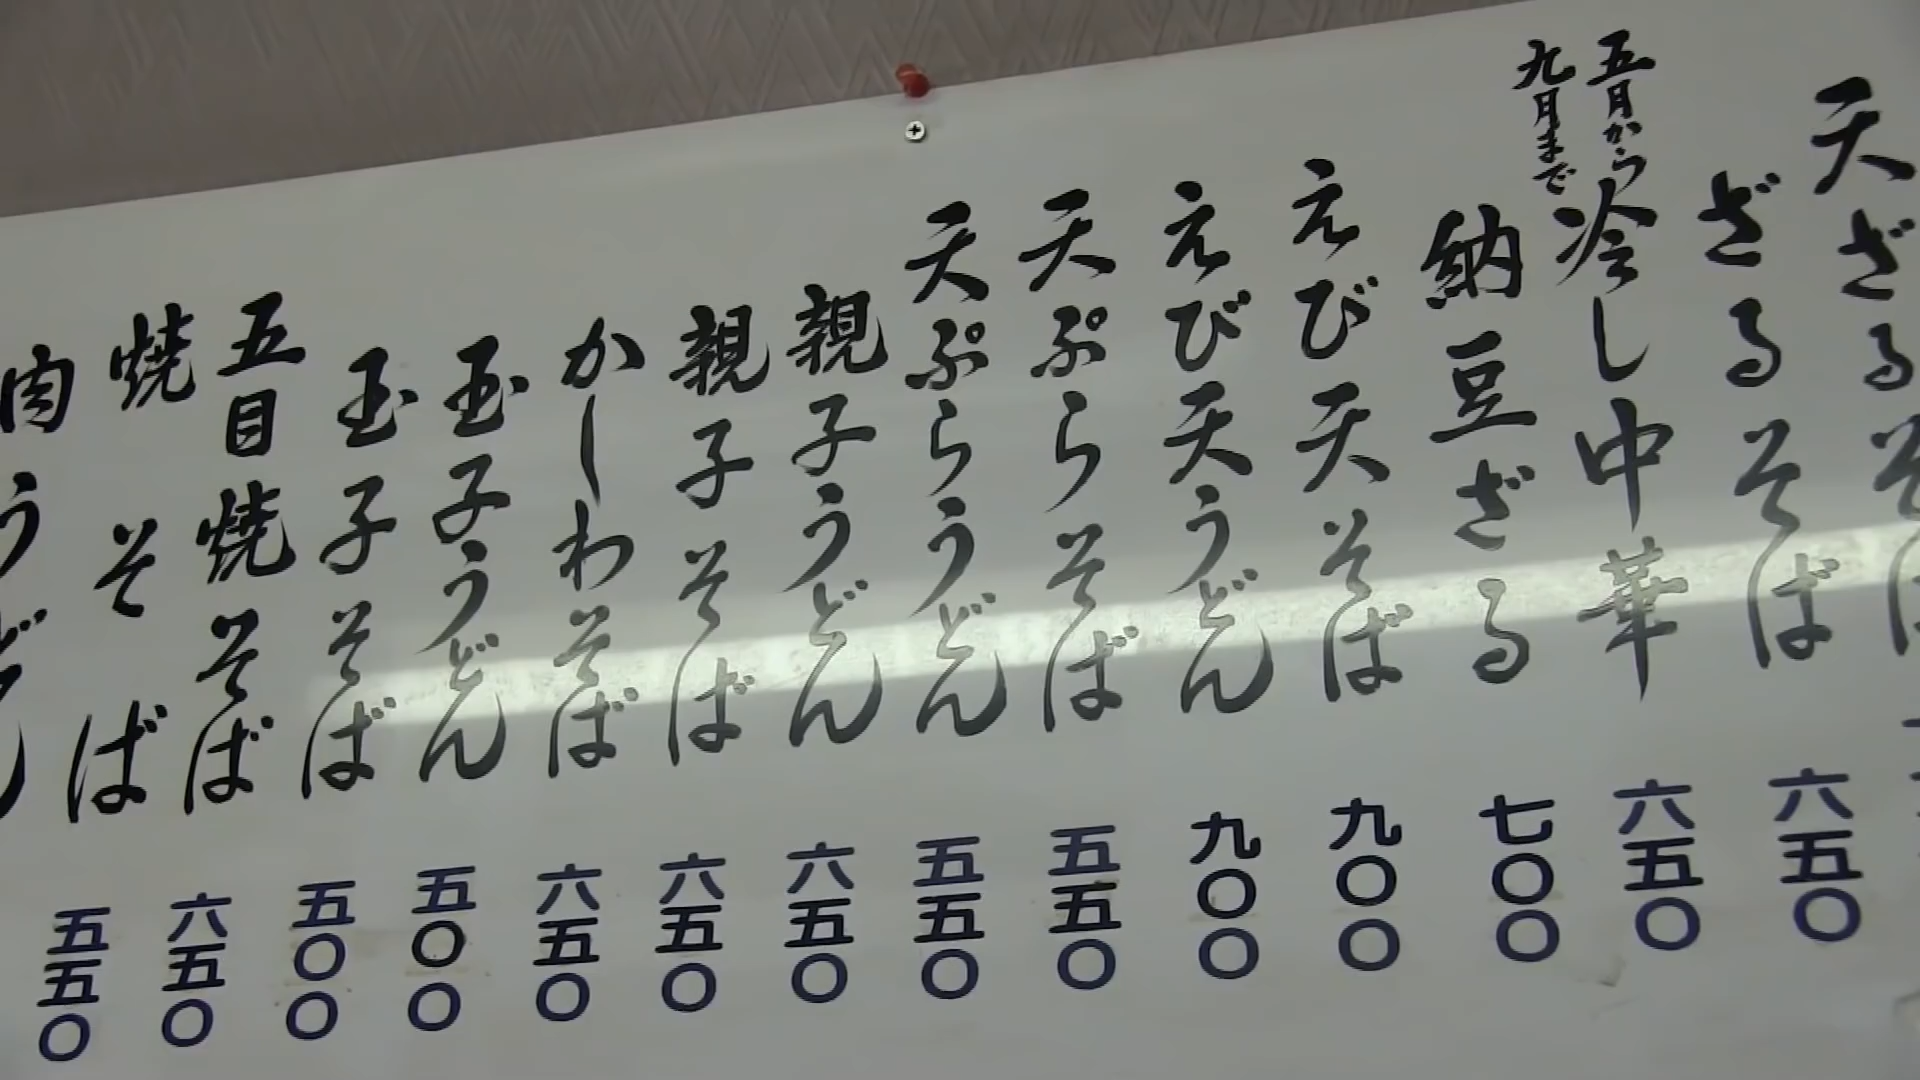 天ざるそば
ざるそば 六五〇
五月から
九月まで
冷し中華 六五〇
納豆ざる 七〇〇
えび天そば 九〇〇
えび天うどん 九〇〇
天ぷらそば 五五〇
天ぷらうどん 五五〇
親子うどん 六五〇
親子そば 六五〇
かしわそば 六五〇
玉子うどん 五〇〇
玉子そば 五〇〇
五目焼そば 六五〇
焼そば 五五〇
肉うどん